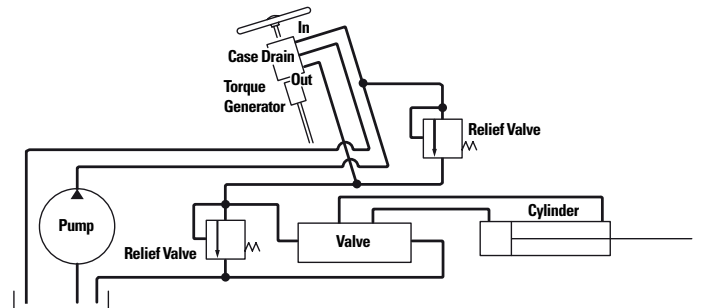 In
Case Drain
Out
Torque
Generator
Relief Valve
Cylinder
Pump
Valve
Relief Valve